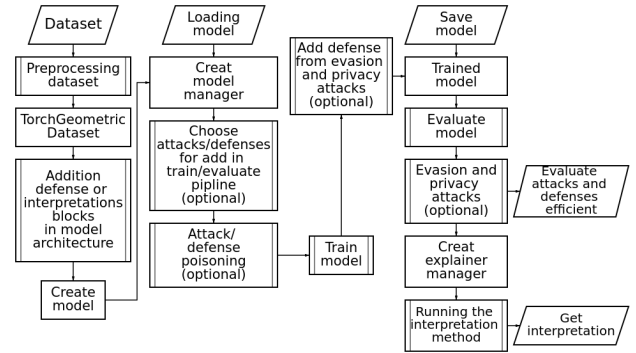 Dataset
Preprocessing
dataset
TorchGeometric
Dataset
Addition
defense or
interpretations
blocks
in model
architecture
Create
model
Loading
model
Creat
model
manager
Choose
attacks/defenses
for add in
train/evaluate
pipline
(optional)
Attack/
defense
poisoning
(optional)
Train
model
Add defense
from evasion
and privacy
attacks
(optional)
Save
model
Trained
model
Evaluate
model
Evasion and
privacy
attacks
(optional)
Evaluate
attacks and
defenses
efficient
Creat
explainer
manager
Running the
interpretation
method
Get
interpretation